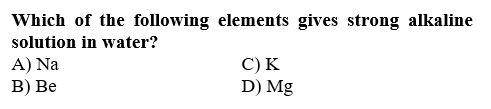 Which of the following elements gives strong alkaline
solution in water?
A) Na C) K
B) Be D) Mg